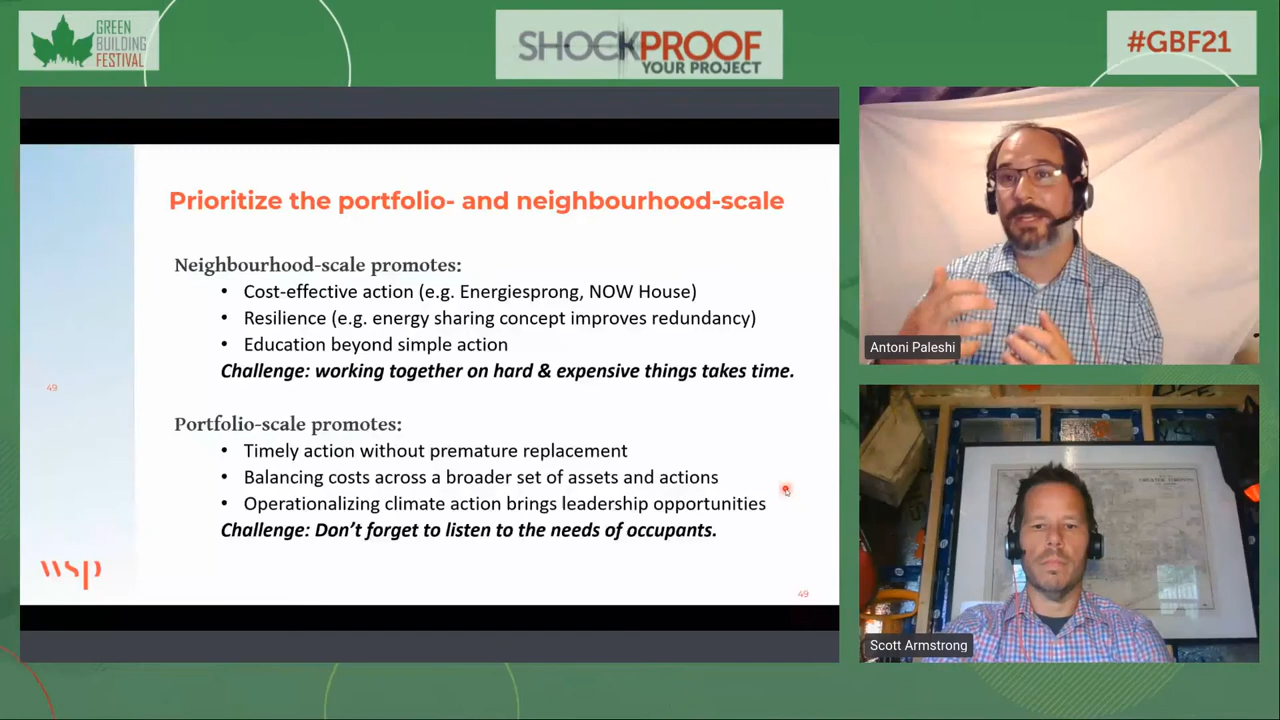 GREEN
BUILDING
FESTIVAL
SHOCKPROOF
YOUR PROJECT
#GBF21
Prioritize the portfolio- and neighbourhood-scale
Neighbourhood-scale promotes:
• Cost-effective action (e.g. Energiesprong, NOW House)
• Resilience (e.g. energy sharing concept improves redundancy)
• Education beyond simple action
Challenge: working together on hard & expensive things takes time.
49
Portfolio-scale promotes:
• Timely action without premature replacement
• Balancing costs across a broader set of assets and actions
• Operationalizing climate action brings leadership opportunities
Challenge: Don't forget to listen to the needs of occupants.
wsp
49
Antoni Paleshi
Scott Armstrong